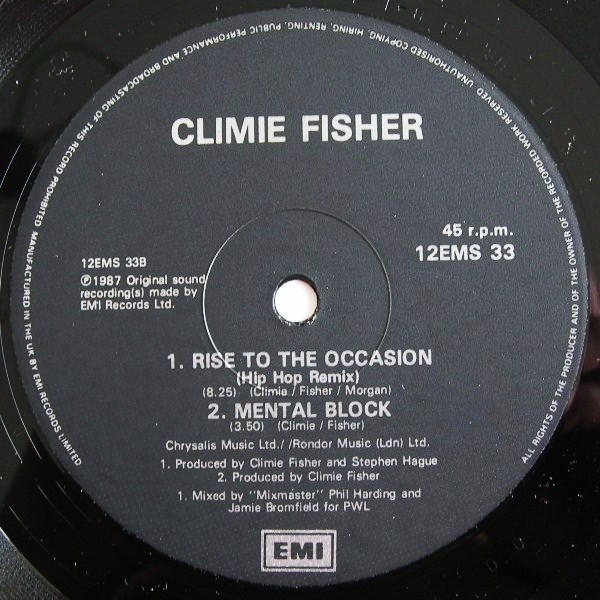 ALL RIGHTS OF THE PRODUCER AND OF THE OWNER OF THE RECORDED WORK RESERVED. UNAUTHORISED COPYING, HIRING, RENTING, PUBLIC PERFORMANCE AND BROADCASTING OF THIS RECORD PROHIBITED. MANUFACTURED IN THE UK BY EMI RECORDS LIMITED
CLIMIE FISHER
45 r.p.m.
12EMS 33
12EMS 33B
℗1987 Original sound
recording(s) made by
EMI Records Ltd.
1. RISE TO THE OCCASION
(Hip Hop Remix)
(8.25) (Climie / Fisher / Morgan)
2. MENTAL BLOCK
(3.50) (Climie / Fisher)
Chrysalis Music Ltd./ /Rondor Music (Ldn) Ltd.
1. Produced by Climie Fisher and Stephen Hague
2. Produced by Climie Fisher
1. Mixed by "Mixmaster" Phil Harding and
Jamie Bromfield for PWL
EMI